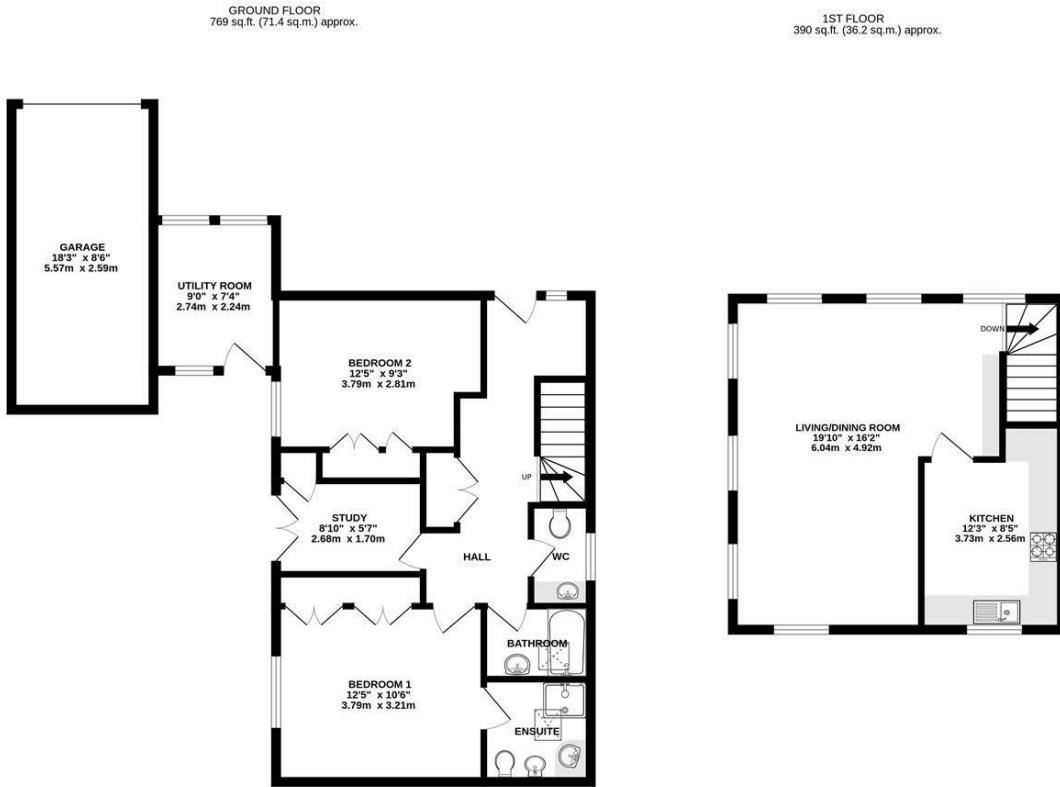 GROUND FLOOR
769 sq.ft. (71.4 sq.m.) approx.
1ST FLOOR
390 sq.ft. (36.2 sq.m.) approx.
GARAGE
18'3" x 8'6"
5.57m x 2.59m
UTILITY ROOM
9'0" x 7'4"
2.74m x 2.24m
BEDROOM 2
12'5" x 9'3"
3.79m x 2.81m
UP
STUDY
8'10" x 5'7"
2.68m x 1.70m
HALL
WC
BATHROOM
BEDROOM 1
12'5" x 10'6"
3.79m x 3.21m
ENSUITE
DOWN
LIVING/DINING ROOM
19'10" x 16'2"
6.04m x 4.92m
KITCHEN
12'3" x 8'5"
3.73m x 2.56m